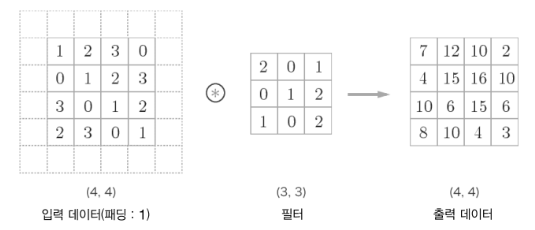 1 2 3 0
0 1 2 3
3 0 1 2
2 3 0 1
(4, 4)
입력 데이터(패딩 : 1)
*
2 0 1
0 1 2
1 0 2
(3, 3)
필터
7 12 10 2
4 15 16 10
10 6 15 6
8 10 4 3
(4, 4)
출력 데이터